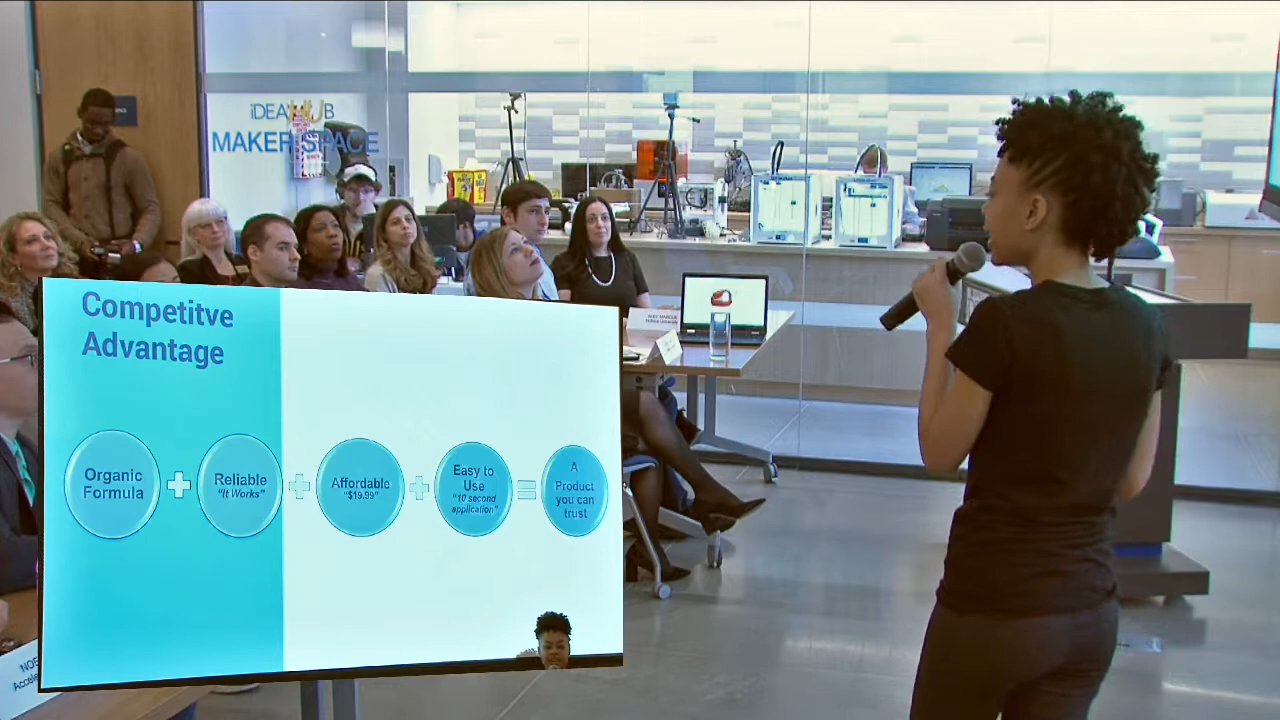 iDEA HUB
MAKER SPACE
Competitve
Advantage
Organic
Formula
+
Reliable
"It Works"
+
Affordable
"$19.99"
+
Easy to
Use
"10 second
application"
=
A
Product
you can
trust